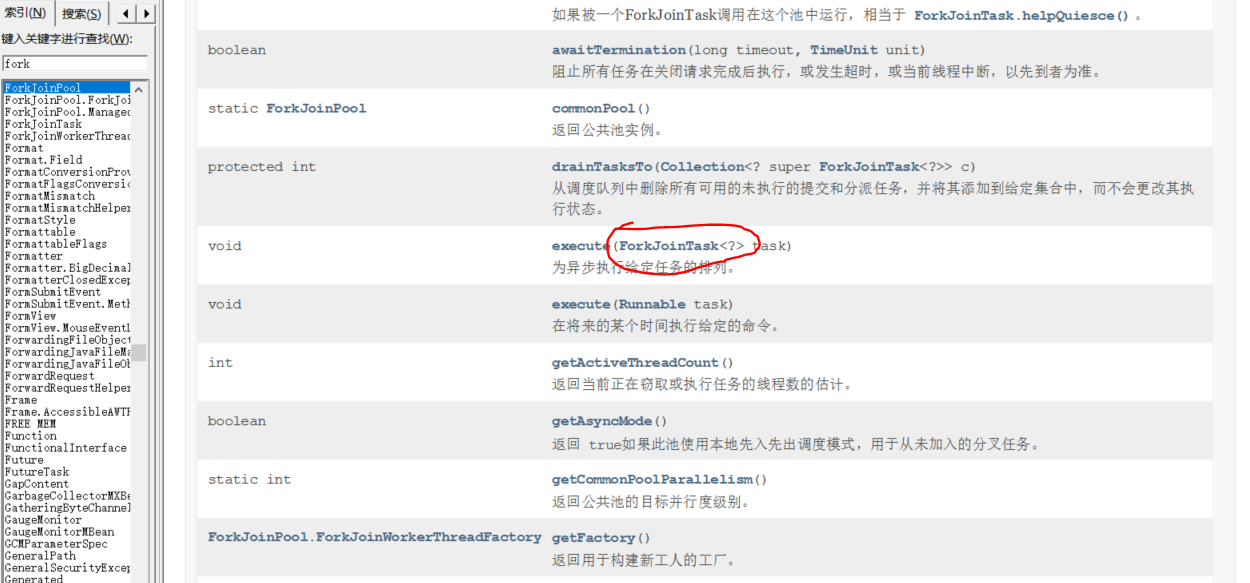 索引(N) 搜索(S)
键入关键字进行查找(W):
fork
ForkJoinPool
ForkJoinPool.ForkJoi
ForkJoinPool.Managed
ForkJoinTask
ForkJoinWorkerThread
Format
Format.Field
FormatConversionProv
FormatFlagsConversio
FormatMismatch
FormatMismatchHelper
FormatStyle
Formattable
FormattableFlags
Formatter
Formatter.BigDecimal
FormatterClosedExcep
FormSubmitEvent
FormSubmitEvent.Meth
FormView
FormView.MouseEventL
ForwardingFileObject
ForwardingJavaFileMa
ForwardingJavaFileOb
ForwardRequest
ForwardRequestHelper
Frame
Frame.AccessibleAWTF
FREE MEM
Function
FunctionalInterface
Future
FutureTask
GapContent
GarbageCollectorMXBe
GatheringByteChannel
GaugeMonitor
GaugeMonitorMBean
GCMParameterSpec
GeneralPath
GeneralSecurityExcep
Generated
如果被一个ForkJoinTask调用在这个池中运行，相当于 ForkJoinTask.helpQuiesce() 。
boolean awaitTermination(long timeout, TimeUnit unit)
阻止所有任务在关闭请求完成后执行，或发生超时，或当前线程中断，以先到者为准。
static ForkJoinPool commonPool()
返回公共池实例。
protected int drainTasksTo(Collection<? super ForkJoinTask<?>> c)
从调度队列中删除所有可用的未执行的提交和分派任务，并将其添加到给定集合中，而不会更改其执
行状态。
void execute(ForkJoinTask<?> task)
为异步执行给定任务的排列。
void execute(Runnable task)
在将来的某个时间执行给定的命令。
int getActiveThreadCount()
返回当前正在窃取或执行任务的线程数的估计。
boolean getAsyncMode()
返回 true如果此池使用本地先入先出调度模式，用于从未加入的分叉任务。
static int getCommonPoolParallelism()
返回公共池的目标并行度级别。
ForkJoinPool.ForkJoinWorkerThreadFactory getFactory()
返回用于构建新工人的工厂。